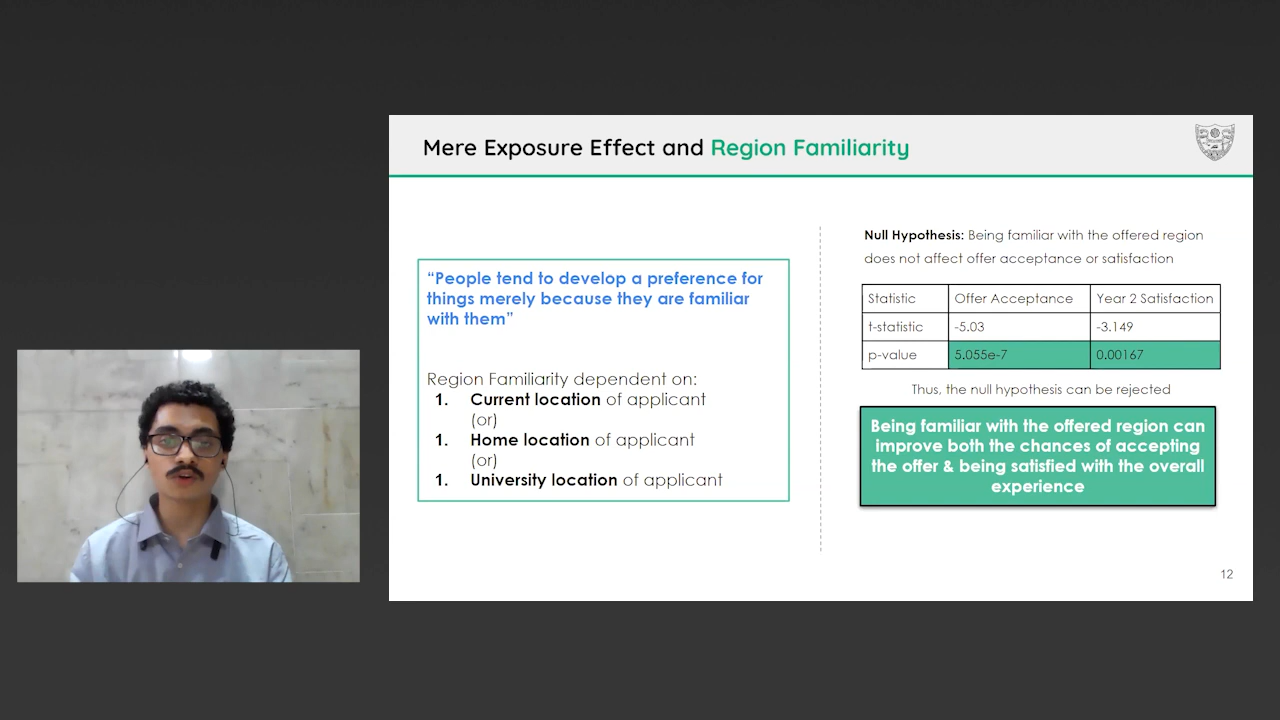 Mere Exposure Effect and Region Familiarity
“People tend to develop a preference for
things merely because they are familiar
with them”
Region Familiarity dependent on:
1. Current location of applicant
(or)
1. Home location of applicant
(or)
1. University location of applicant
Null Hypothesis: Being familiar with the offered region
does not affect offer acceptance or satisfaction
Statistic Offer Acceptance Year 2 Satisfaction
t-statistic -5.03 -3.149
p-value 5.055e-7 0.00167
Thus, the null hypothesis can be rejected
Being familiar with the offered region can
improve both the chances of accepting
the offer & being satisfied with the overall
experience
12